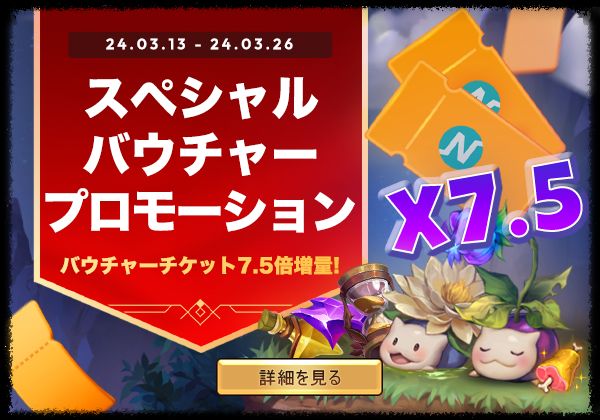 24.03.13 - 24.03.26
スペシャル
バウチャー
プロモーション
バウチャーチケット7.5倍増量!
N
N
X7.5
詳細を見る